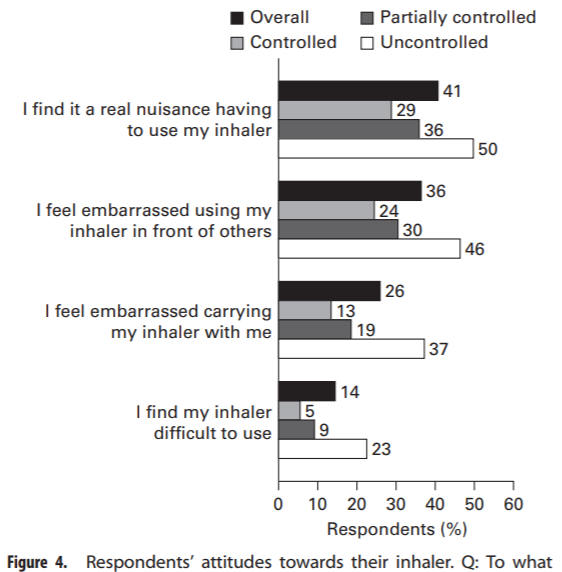 Overall Partially controlled
Controlled Uncontrolled
I find it a real nuisance having
to use my inhaler
41
29
36
50
I feel embarrassed using my
inhaler in front of others
36
24
30
46
I feel embarrassed carrying
my inhaler with me
26
13
19
37
I find my inhaler
difficult to use
14
5
9
23
0 10 20 30 40 50 60
Respondents (%)
Figure 4. Respondents' attitudes towards their inhaler. Q: To what